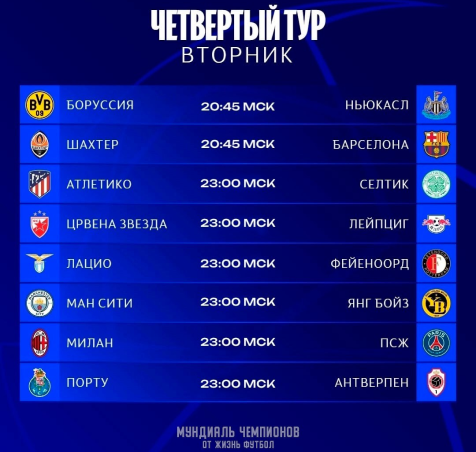 ЧЕТВЕРТЫЙ ТУР
ВТОРНИК
БОРУССИЯ 20:45 МСК НЬЮКАСЛ
ШАХТЕР 20:45 МСК БАРСЕЛОНА
АТЛЕТИКО 23:00 МСК СЕЛТИК
ЦРВЕНА ЗВЕЗДА 23:00 МСК ЛЕЙПЦИГ
ЛАЦИО 23:00 МСК ФЕЙЕНООРД
МАН СИТИ 23:00 МСК ЯНГ БОЙЗ
МИЛАН 23:00 МСК ПСЖ
ПОРТУ 23:00 МСК АНТВЕРПЕН
МУНДИАЛЬ ЧЕМПИОНОВ
ОТ ЖИЗНЬ ФУТБОЛ